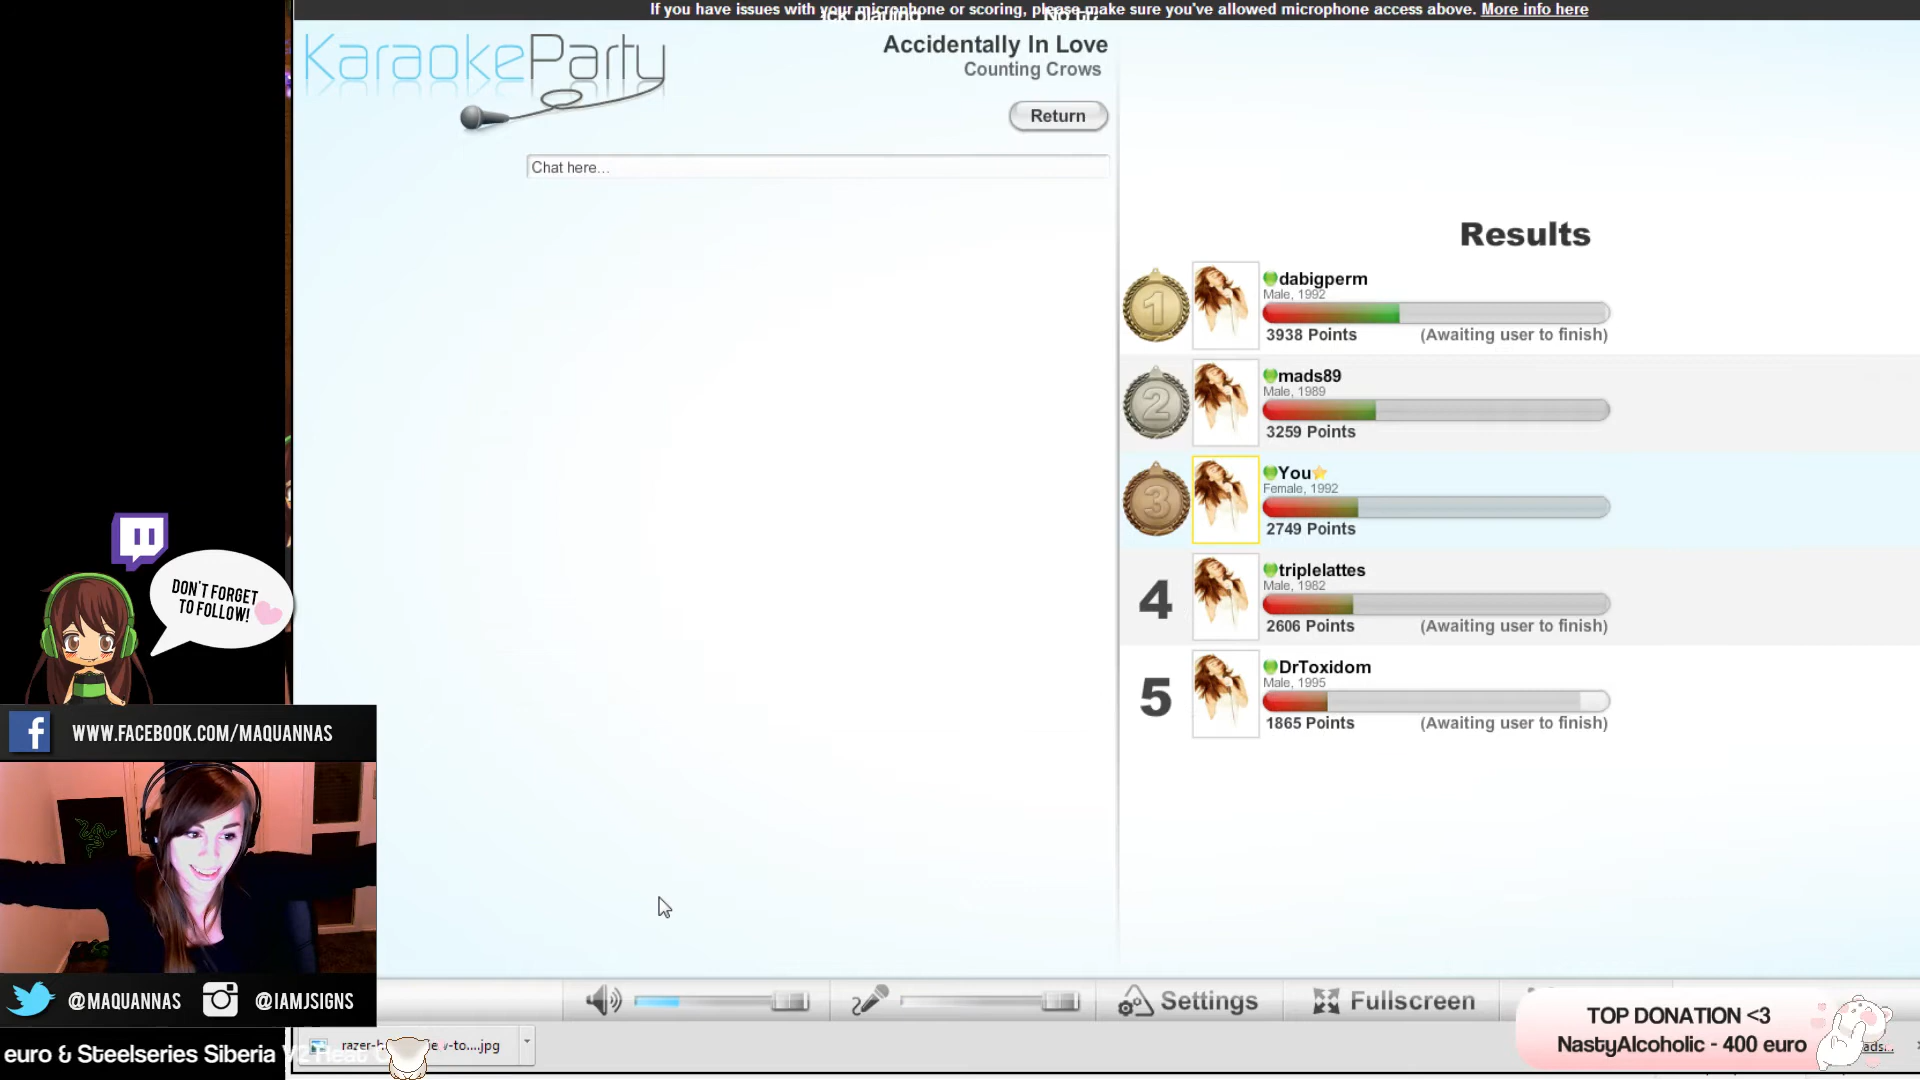 If you have issues with your microphone or scoring, please make sure you've allowed microphone access above. More info here
KaraokeParty
Accidentally In Love
Counting Crows
Return
Chat here...
Results
1
dabigperm
Male, 1992
3938 Points (Awaiting user to finish)
2
mads89
Male, 1989
3259 Points
3
You
Female, 1992
2749 Points
4
triplelattes
Male, 1982
2606 Points (Awaiting user to finish)
5
DrToxidom
Male, 1995
1865 Points (Awaiting user to finish)
DON'T FORGET
TO FOLLOW!
WWW.FACEBOOK.COM/MAQUANNAS
@MAQUANNAS @IAMJSIGNS
Settings Fullscreen
TOP DONATION <3
NastyAlcoholic - 400 euro
euro & Steelseries Siberia V2